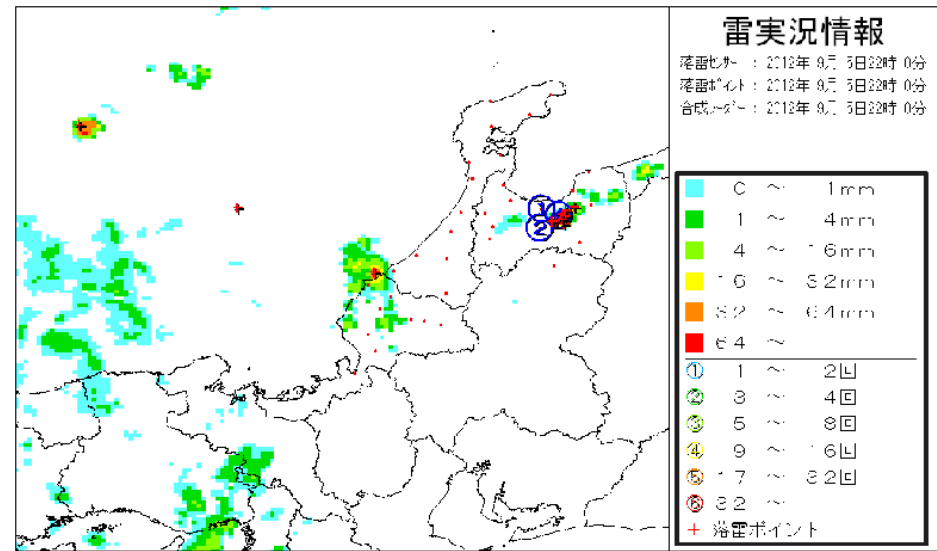 雷実況情報
落雷センサー : 2012年 9月 5日22時 0分
落雷ポイント : 2012年 9月 5日22時 0分
合成レーダー : 2012年 9月 5日22時 0分
① ②
0 ～ 1mm
1 ～ 4mm
4 ～ 16mm
16 ～ 32mm
32 ～ 64mm
64 ～
① 1 ～ 2回
② 3 ～ 4回
③ 5 ～ 8回
④ 9 ～ 16回
⑤ 17 ～ 32回
⑥ 32 ～
+ 落雷ポイント